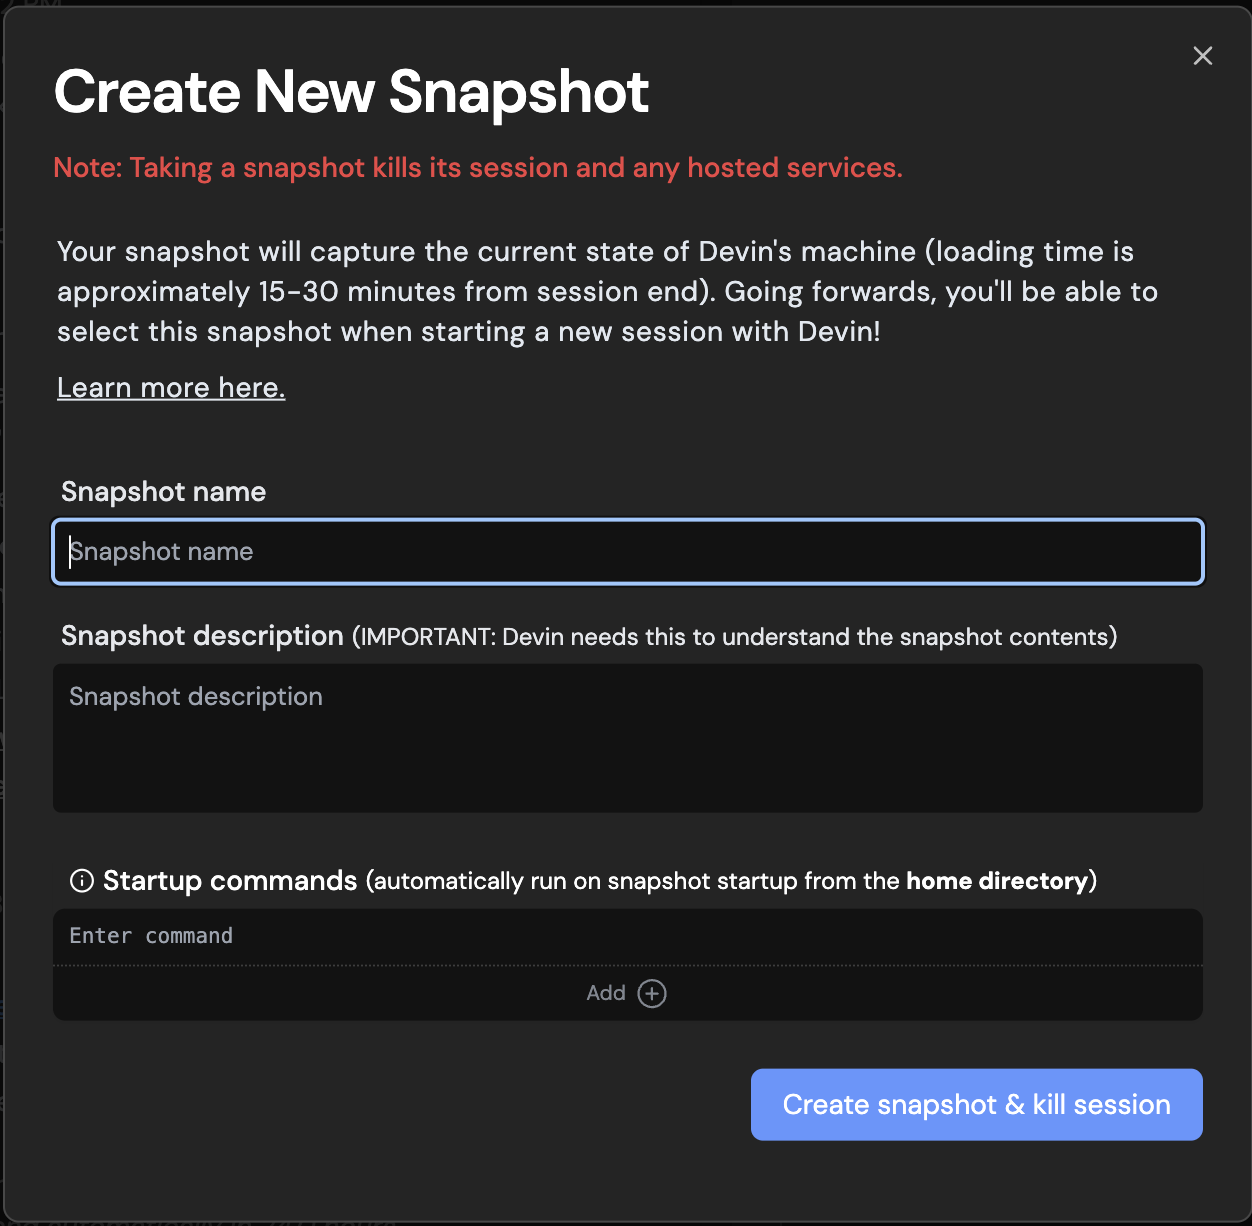 Create New Snapshot
Note: Taking a snapshot kills its session and any hosted services.
Your snapshot will capture the current state of Devin's machine (loading time is
approximately 15-30 minutes from session end). Going forwards, you'll be able to
select this snapshot when starting a new session with Devin!
Learn more here.
Snapshot name
Snapshot name
Snapshot description (IMPORTANT: Devin needs this to understand the snapshot contents)
Snapshot description
Startup commands (automatically run on snapshot startup from the home directory)
Enter command
Add
Create snapshot & kill session